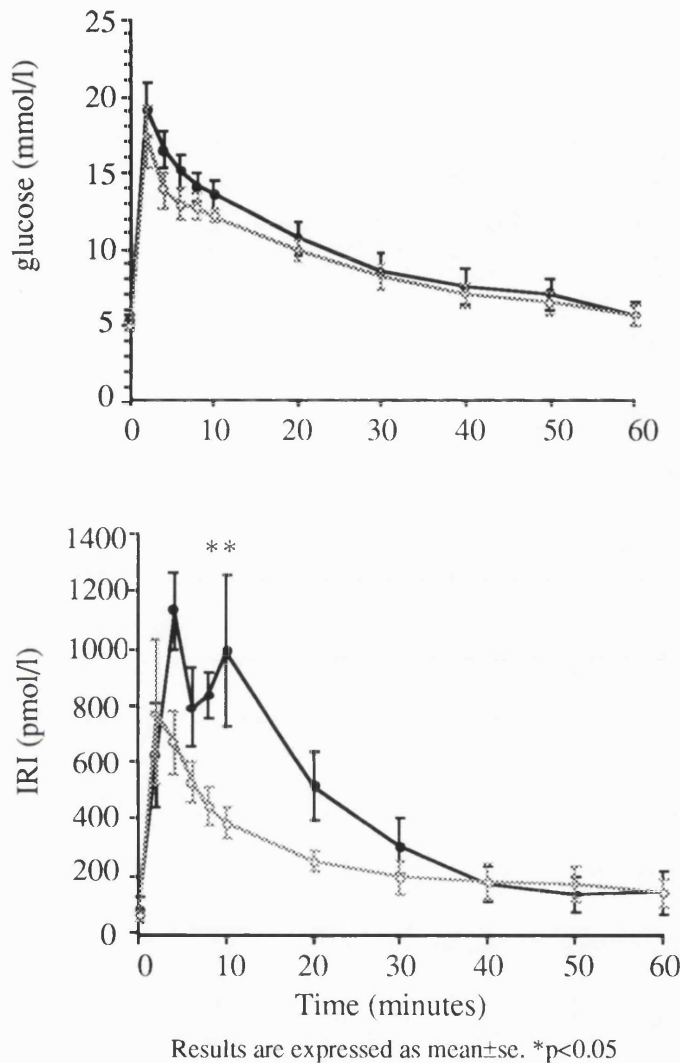 25
20
15
10
5
0
glucose (mmol/l)
0 10 20 30 40 50 60
1400
1200
1000
800
600
400
200
0
IRI (pmol/l)
**
0 10 20 30 40 50 60
Time (minutes)
Results are expressed as mean±se. *p<0.05